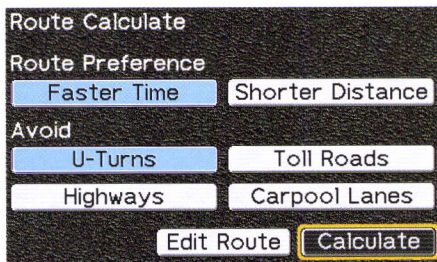 Route Calculate
Route Preference
Faster Time Shorter Distance
Avoid
U-Turns Toll Roads
Highways Carpool Lanes
Edit Route Calculate